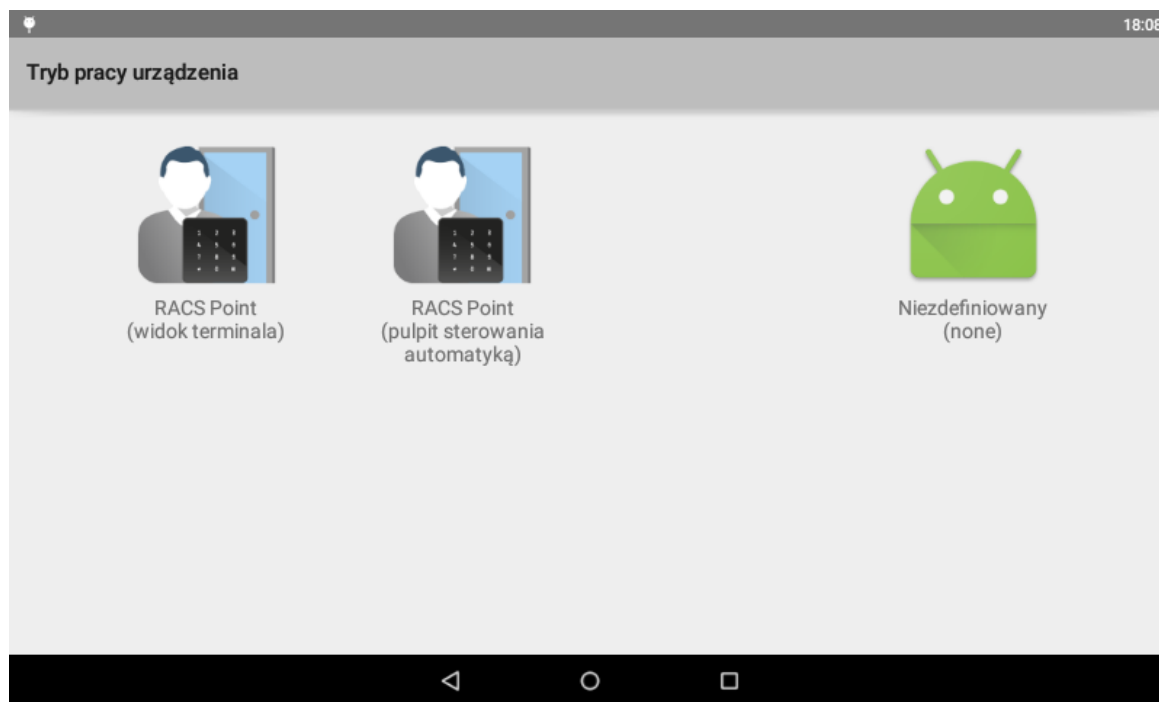 18:08
Tryb pracy urządzenia
RACS Point
(widok terminala)
RACS Point
(pulpit sterowania
automatyką)
Niezdefiniowany
(none)